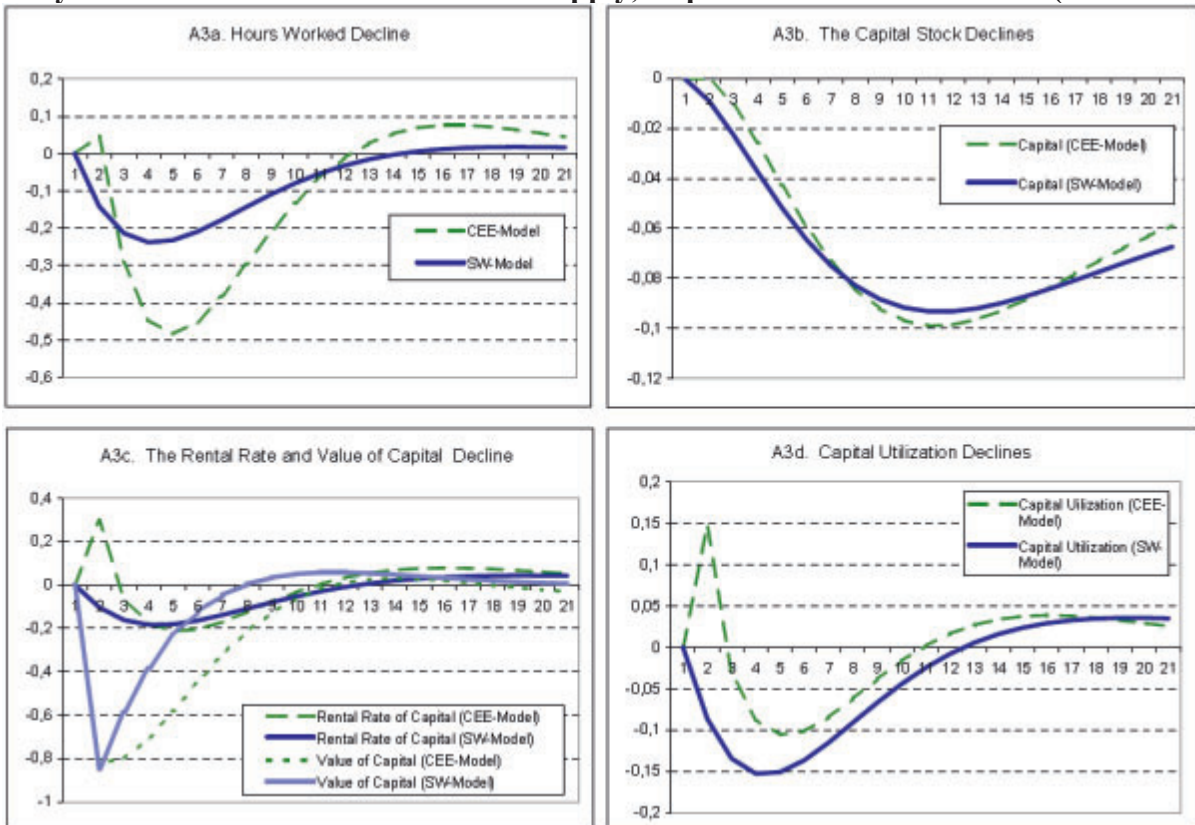 A3a. Hours Worked Decline
0,2
0,1
0
-0,1
-0,2
-0,3
-0,4
-0,5
-0,6
1 2 3 4 5 6 7 8 9 10 11 12 13 14 15 16 17 18 19 20 21
CEE-Model
SW-Model
A3b. The Capital Stock Declines
0
-0,02
-0,04
-0,06
-0,08
-0,1
-0,12
1 2 3 4 5 6 7 8 9 10 11 12 13 14 15 16 17 18 19 20 21
Capital (CEE-Model)
Capital (SW-Model)
A3c. The Rental Rate and Value of Capital Decline
0,4
0,2
0
-0,2
-0,4
-0,6
-0,8
-1
1 2 3 4 5 6 7 8 9 10 11 12 13 14 15 16 17 18 19 20 21
Rental Rate of Capital (CEE-Model)
Rental Rate of Capital (SW-Model)
Value of Capital (CEE-Model)
Value of Capital (SW-Model)
A3d. Capital Utilization Declines
0,2
0,15
0,1
0,05
0
-0,05
-0,1
-0,15
-0,2
1 2 3 4 5 6 7 8 9 10 11 12 13 14 15 16 17 18 19 20 21
Capital Uilization (CEE-
Model)
Capital Utilization (SW-
Model)